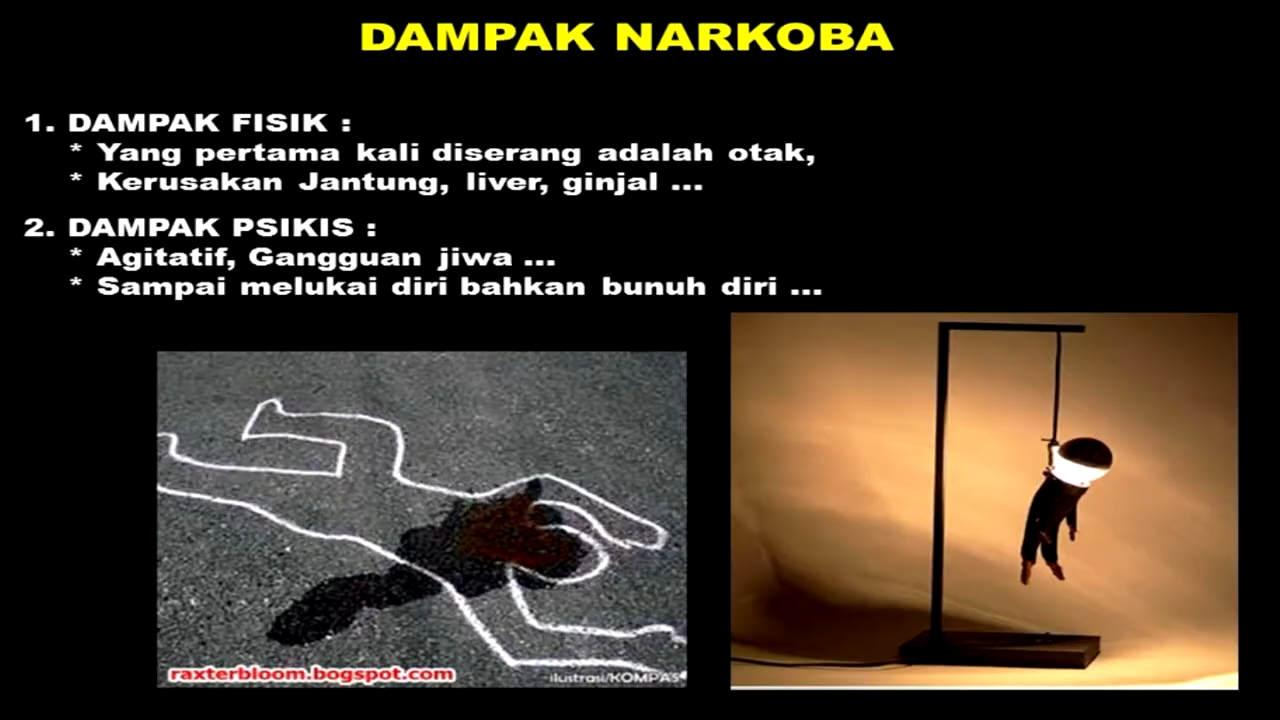 DAMPAK NARKOBA
1. DAMPAK FISIK :
* Yang pertama kali diserang adalah otak,
* Kerusakan Jantung, liver, ginjal ...
2. DAMPAK PSIKIS :
* Agitatif, Gangguan jiwa ...
* Sampai melukai diri bahkan bunuh diri ...
raxterbloom.bogspot.com
ilustrasi/KOMPAS